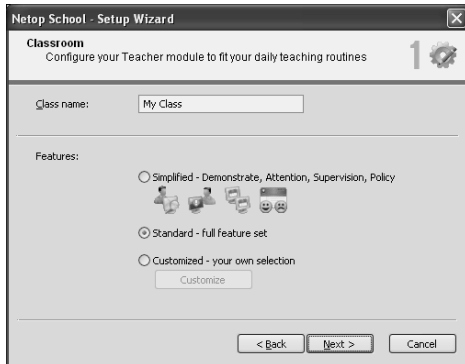 Netop School - Setup Wizard
Classroom
Configure your Teacher module to fit your daily teaching routines
1
Class name:
My Class
Features:
Simplified - Demonstrate, Attention, Supervision, Policy
Standard - full feature set
Customized - your own selection
Customize
< Back
Next >
Cancel